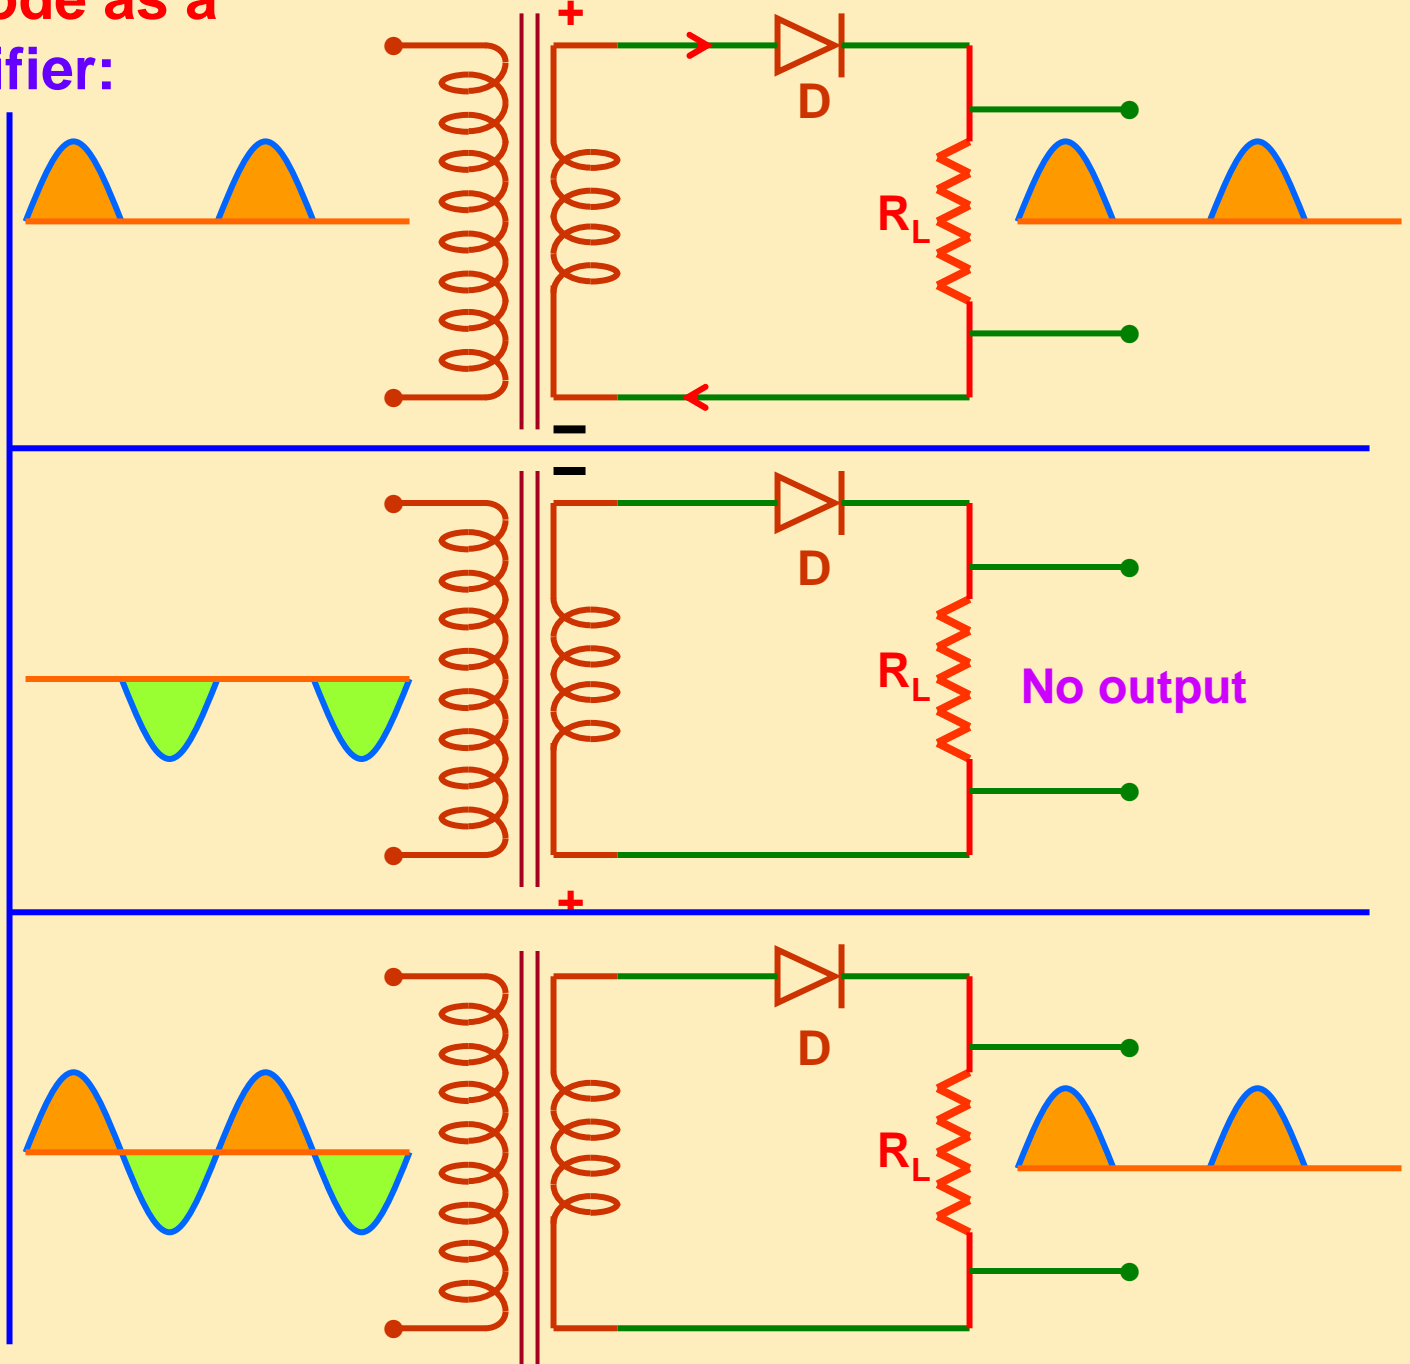 ode as a
ifier:
+
D
RL
–
–
D
RL
No output
+
D
RL